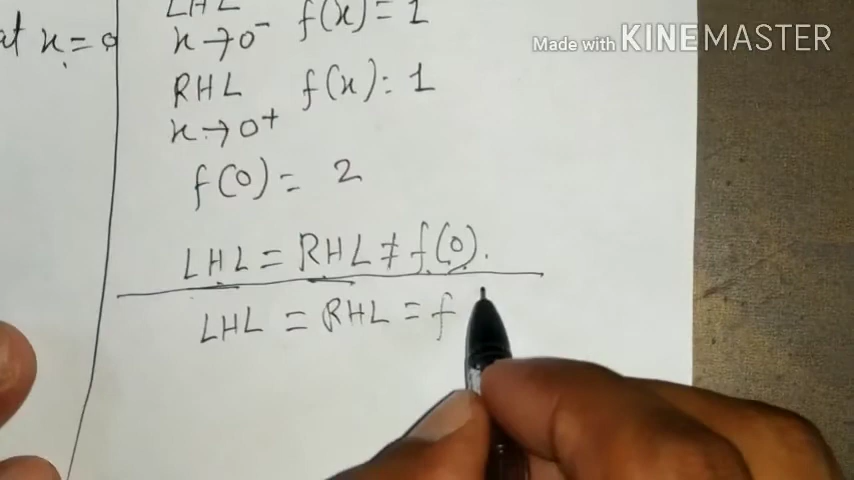 LHL f(x) = 1
at x = 0
x → 0⁻
Made with KINEMASTER
RHL f(x) = 1
x → 0⁺
f(0) = 2
LHL = RHL ≠ f(0).
LHL = RHL = f